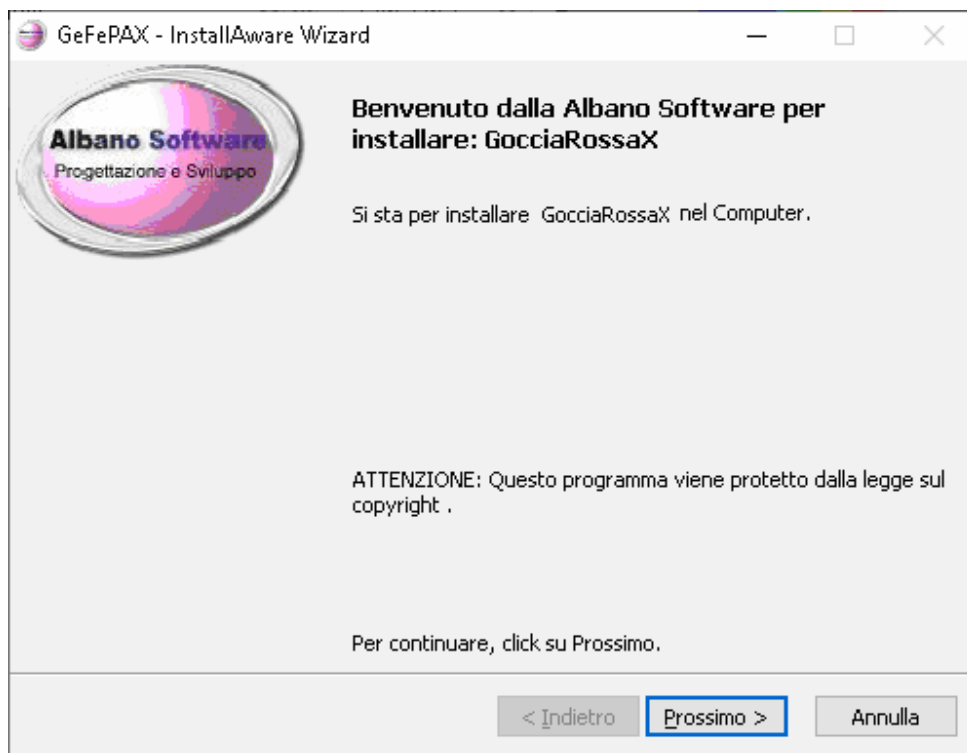 GeFePAX - InstallAware Wizard
Albano Software
Progettazione e Sviluppo
Benvenuto dalla Albano Software per
installare: GocciaRossaX
Si sta per installare GocciaRossaX nel Computer.
ATTENZIONE: Questo programma viene protetto dalla legge sul
copyright .
Per continuare, click su Prossimo.
< Indietro
Prossimo >
Annulla